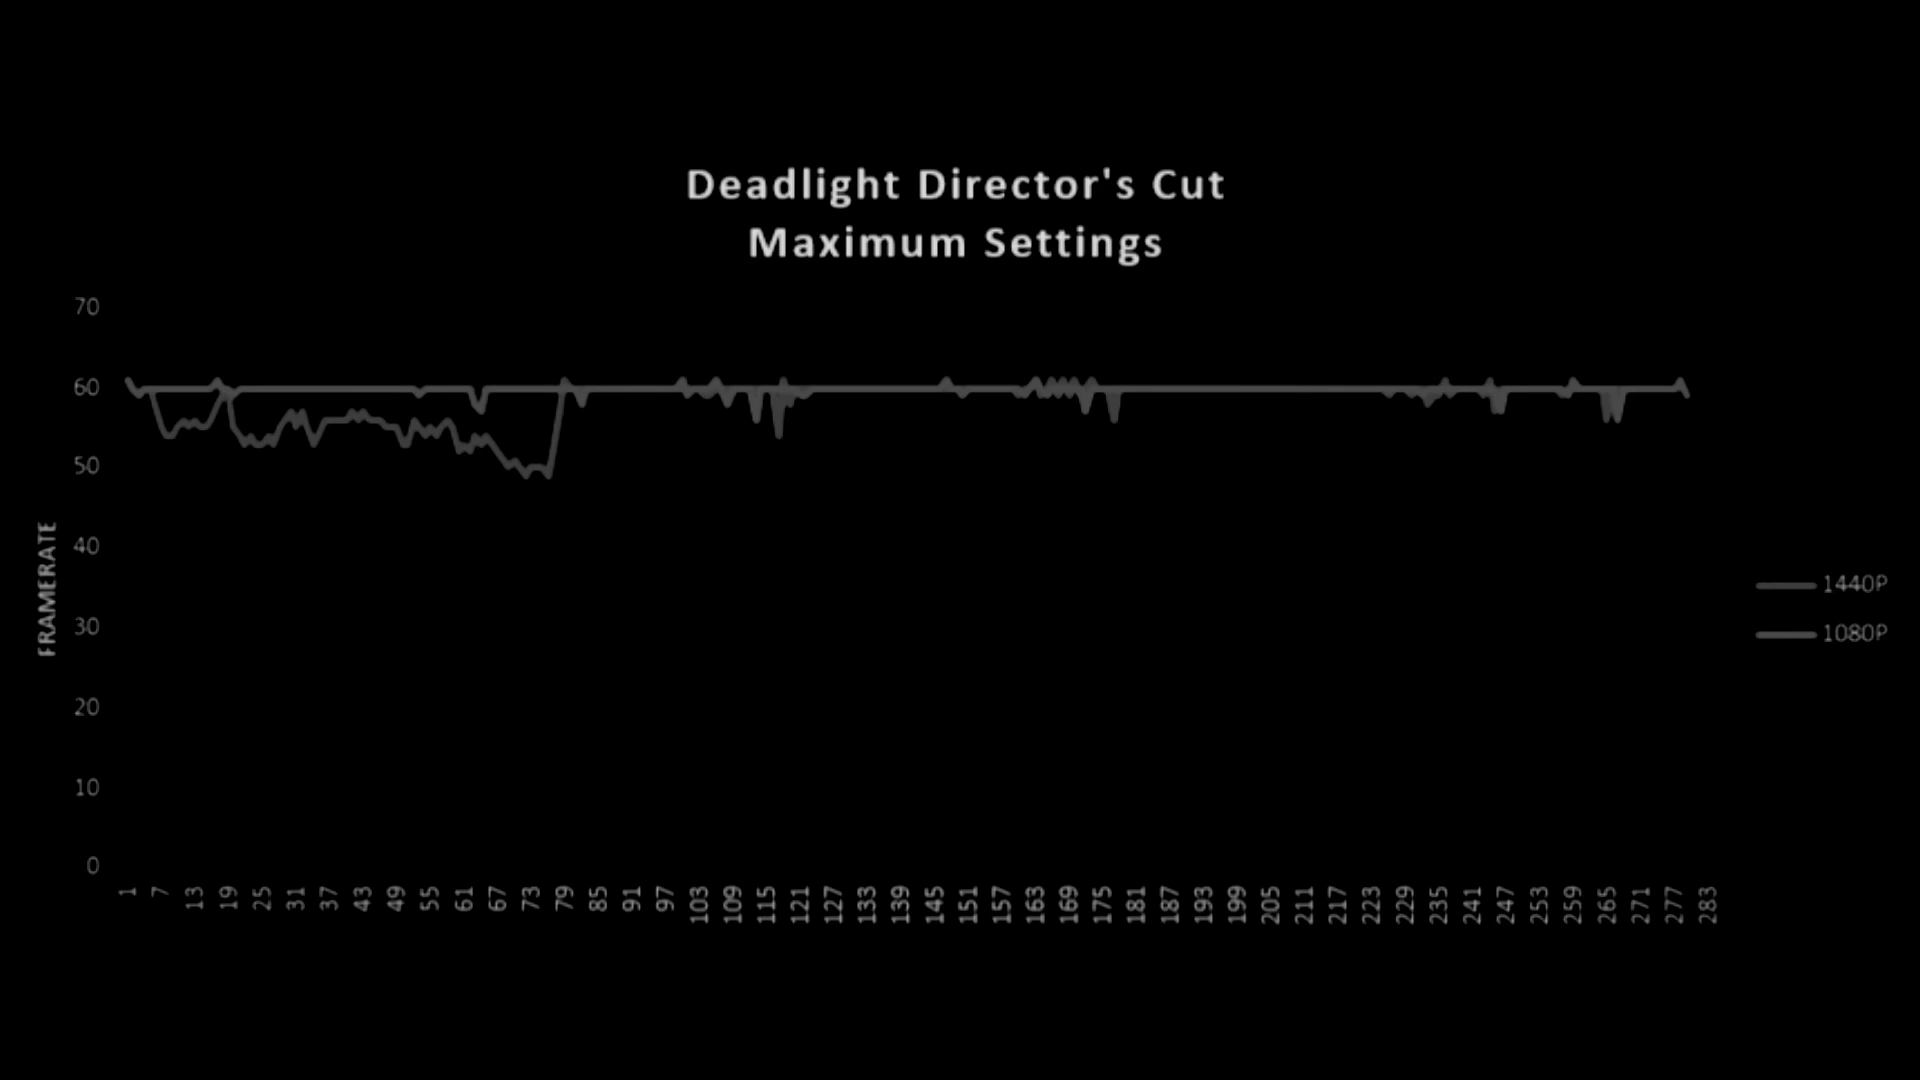 Deadlight Director's Cut
Maximum Settings
70
60
50
40
30
20
10
0
FRAMERATE
1 7 13 19 25 31 37 43 49 55 61 67 73 79 85 91 97 103 109 115 121 127 133 139 145 151 157 163 169 175 181 187 193 199 205 211 217 223 229 235 241 247 253 259 265 271 277 283
1440P
1080P